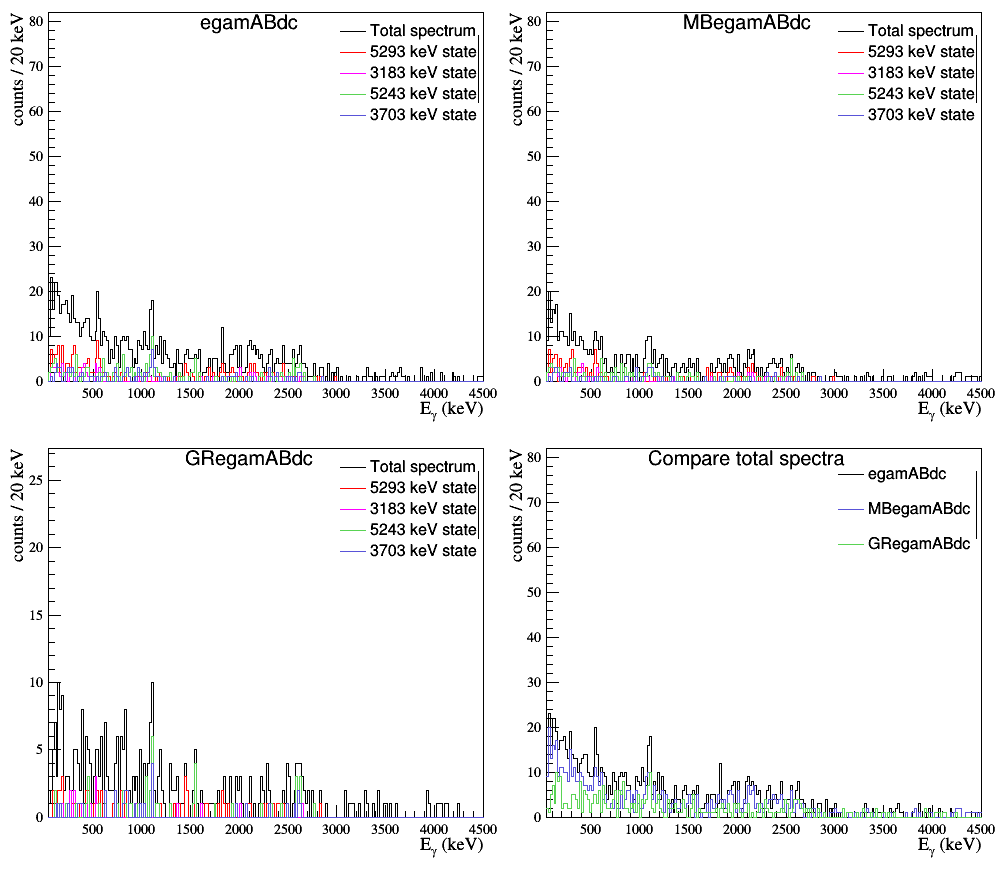 egamABdc
counts / 20 keV
80
70
60
50
40
30
20
10
0
Total spectrum
5293 keV state
3183 keV state
5243 keV state
3703 keV state
500 1000 1500 2000 2500 3000 3500 4000 4500
Eγ (keV)
MBegamABdc
counts / 20 keV
80
70
60
50
40
30
20
10
0
Total spectrum
5293 keV state
3183 keV state
5243 keV state
3703 keV state
500 1000 1500 2000 2500 3000 3500 4000 4500
Eγ (keV)
GRegamABdc
counts / 20 keV
25
20
15
10
5
0
Total spectrum
5293 keV state
3183 keV state
5243 keV state
3703 keV state
500 1000 1500 2000 2500 3000 3500 4000 4500
Eγ (keV)
Compare total spectra
counts / 20 keV
80
70
60
50
40
30
20
10
0
egamABdc
MBegamABdc
GRegamABdc
500 1000 1500 2000 2500 3000 3500 4000 4500
Eγ (keV)